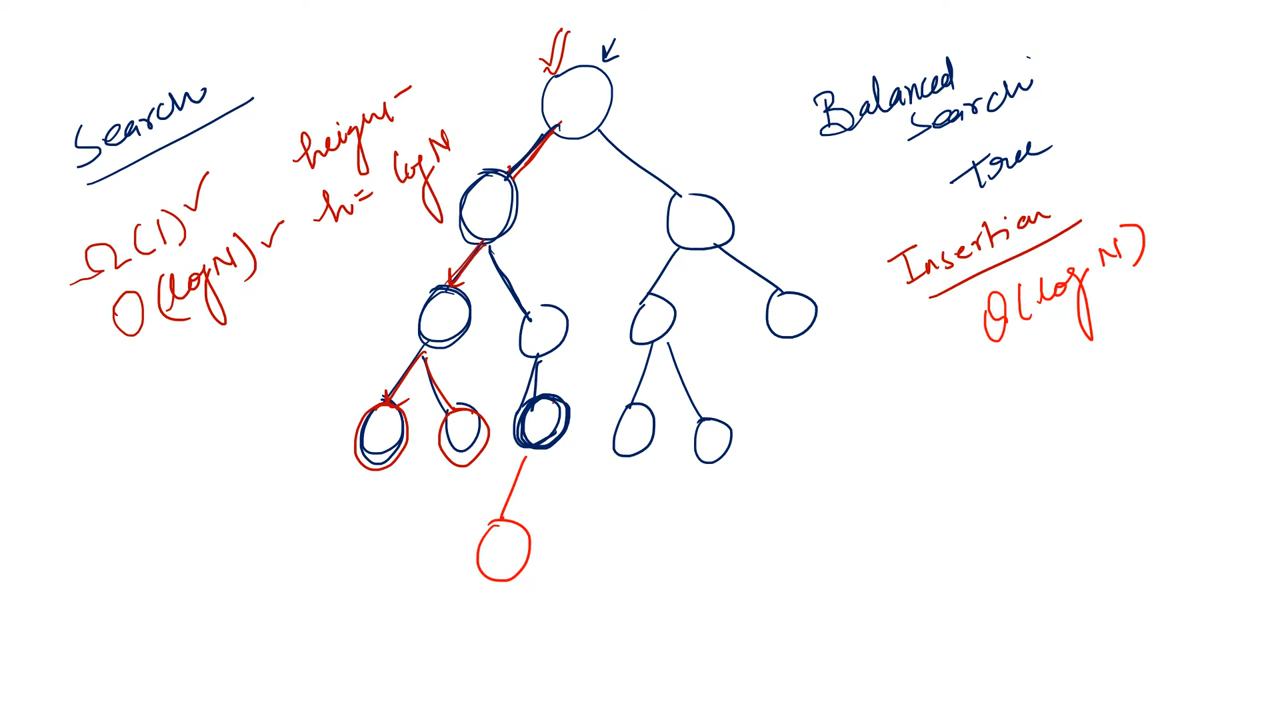 Search
Ω(1) ✓
O(logN) ✓
height -
h = logN
Balanced
Search
Tree
Insertion
θ(logN)